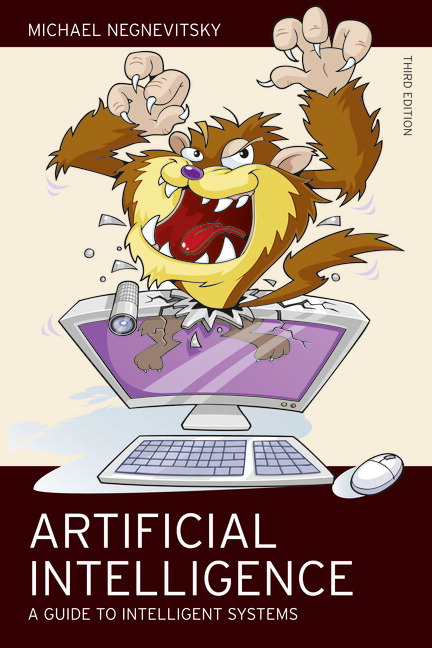 MICHAEL NEGNEVITSKY
THIRD EDITION
ARTIFICIAL
INTELLIGENCE
A GUIDE TO INTELLIGENT SYSTEMS